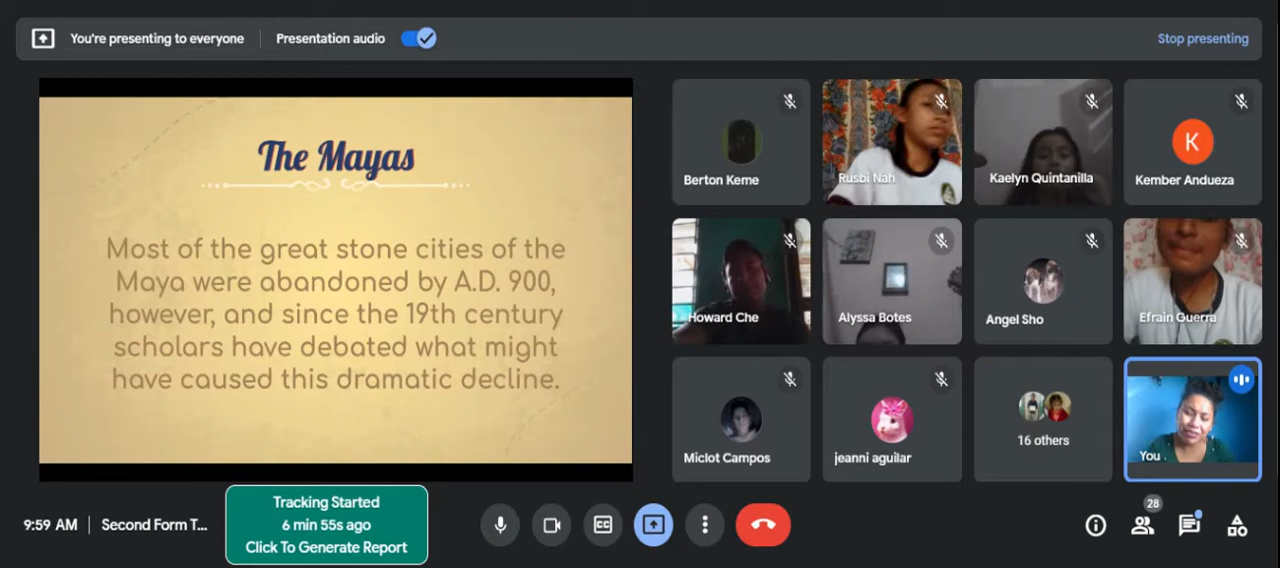 You're presenting to everyone
Presentation audio
Stop presenting
The Mayas
Most of the great stone cities of the
Maya were abandoned by A.D. 900,
however, and since the 19th century
scholars have debated what might
have caused this dramatic decline.
Berton Keme
Rusbi Nah
Kaelyn Quintanilla
K
Kember Andueza
Howard Che
Alyssa Botes
Angel Sho
Efrain Guerra
Miclot Campos
jeanni aguilar
16 others
You
9:59 AM
Second Form T...
Tracking Started
6 min 55s ago
Click To Generate Report
CC
28